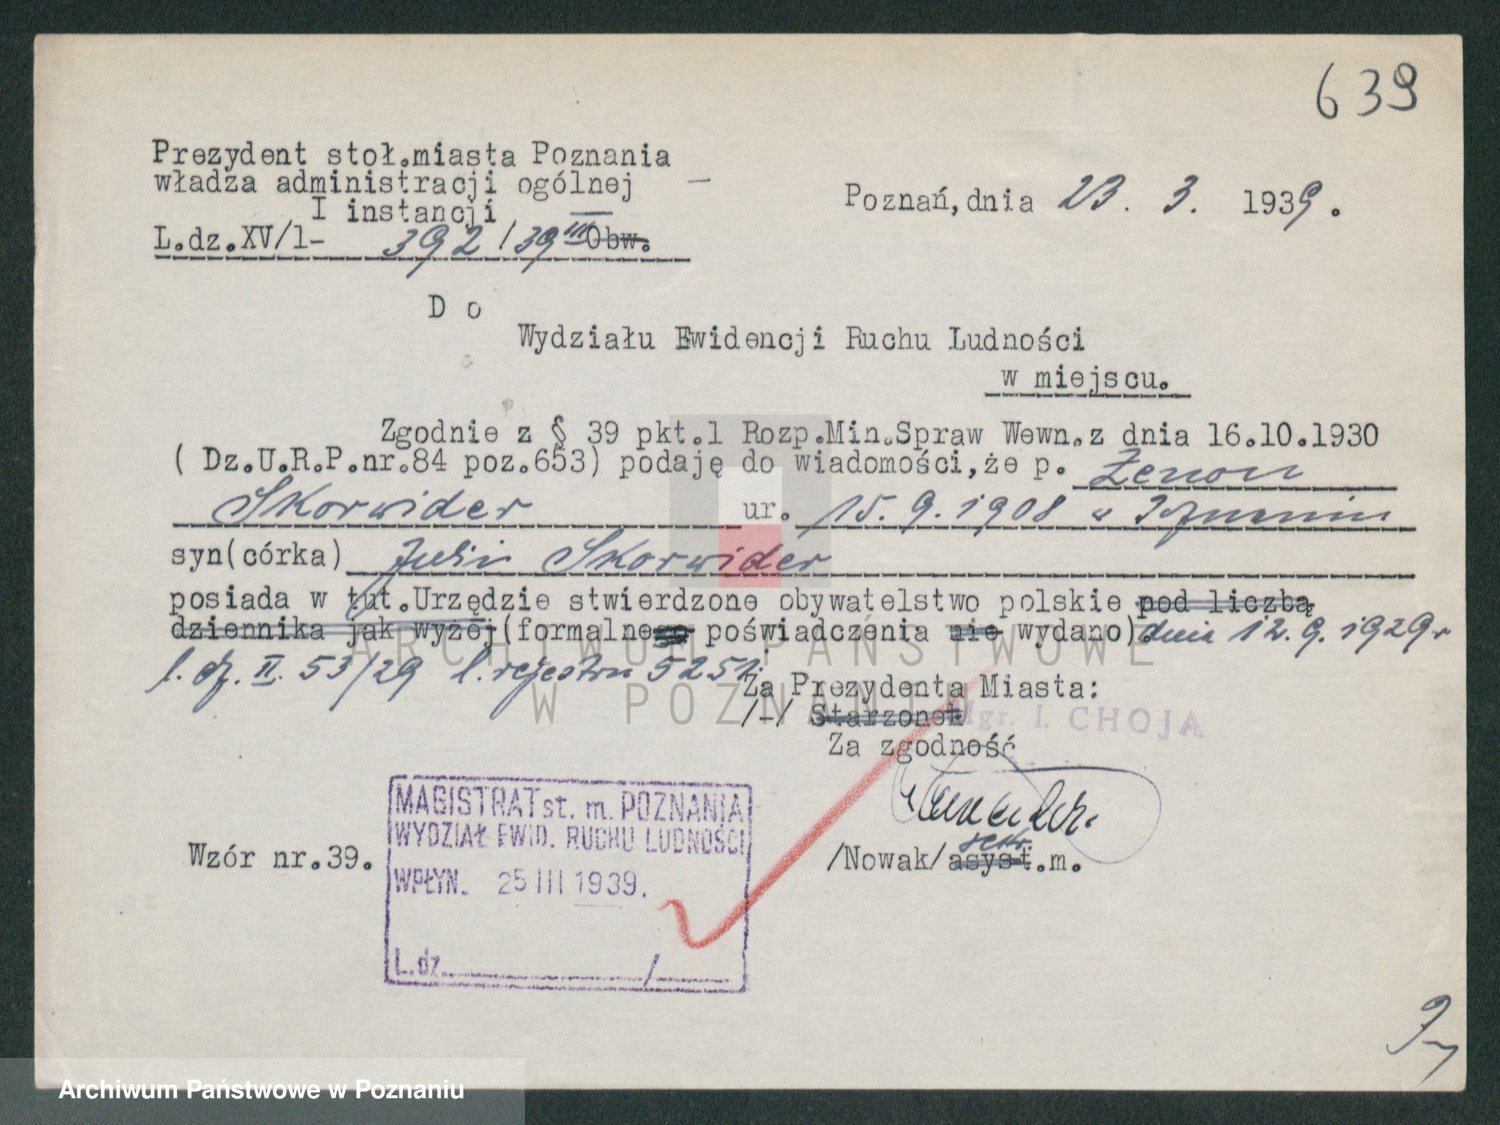 639
Prezydent stoł.miasta Poznania
władza administracji ogólnej —
I instancji
Poznań,dnia 23. 3. 1939.
L.dz.XV/1- 392/39 III Obw.
D o
Wydziału Ewidencji Ruchu Ludności
w miejscu.
Zgodnie z § 39 pkt.1 Rozp.Min.Spraw Wewn.z dnia 16.10.1930
( Dz.U.R.P.nr.84 poz.653) podaję do wiadomości,że p. Zenon
Skorwider ur. 15.9.1908 w
syn(córka) Skorwider
posiada w tut.Urzędzie stwierdzone obywatelstwo polskie pod liczbą
dziennika jak wyżej(formalnego poświadczenia nie wydano) dnia 12.9.1929 r
l. dz. II. 53/29 l. rejestru 5251.
Za Prezydenta Miasta:
/-/ Starzonek Mgr. I. CHOJA
Za zgodność
sekr.
/Nowak/asyst.m.
Wzór nr.39.
MAGISTRAT st. m. POZNANIA
WYDZIAŁ EWID. RUCHU LUDNOŚCI
WPŁYN. 25 III 1939.
L.dz. /
ARCHIWUM PAŃSTWOWE
W POZNANIU
Archiwum Państwowe w Poznaniu